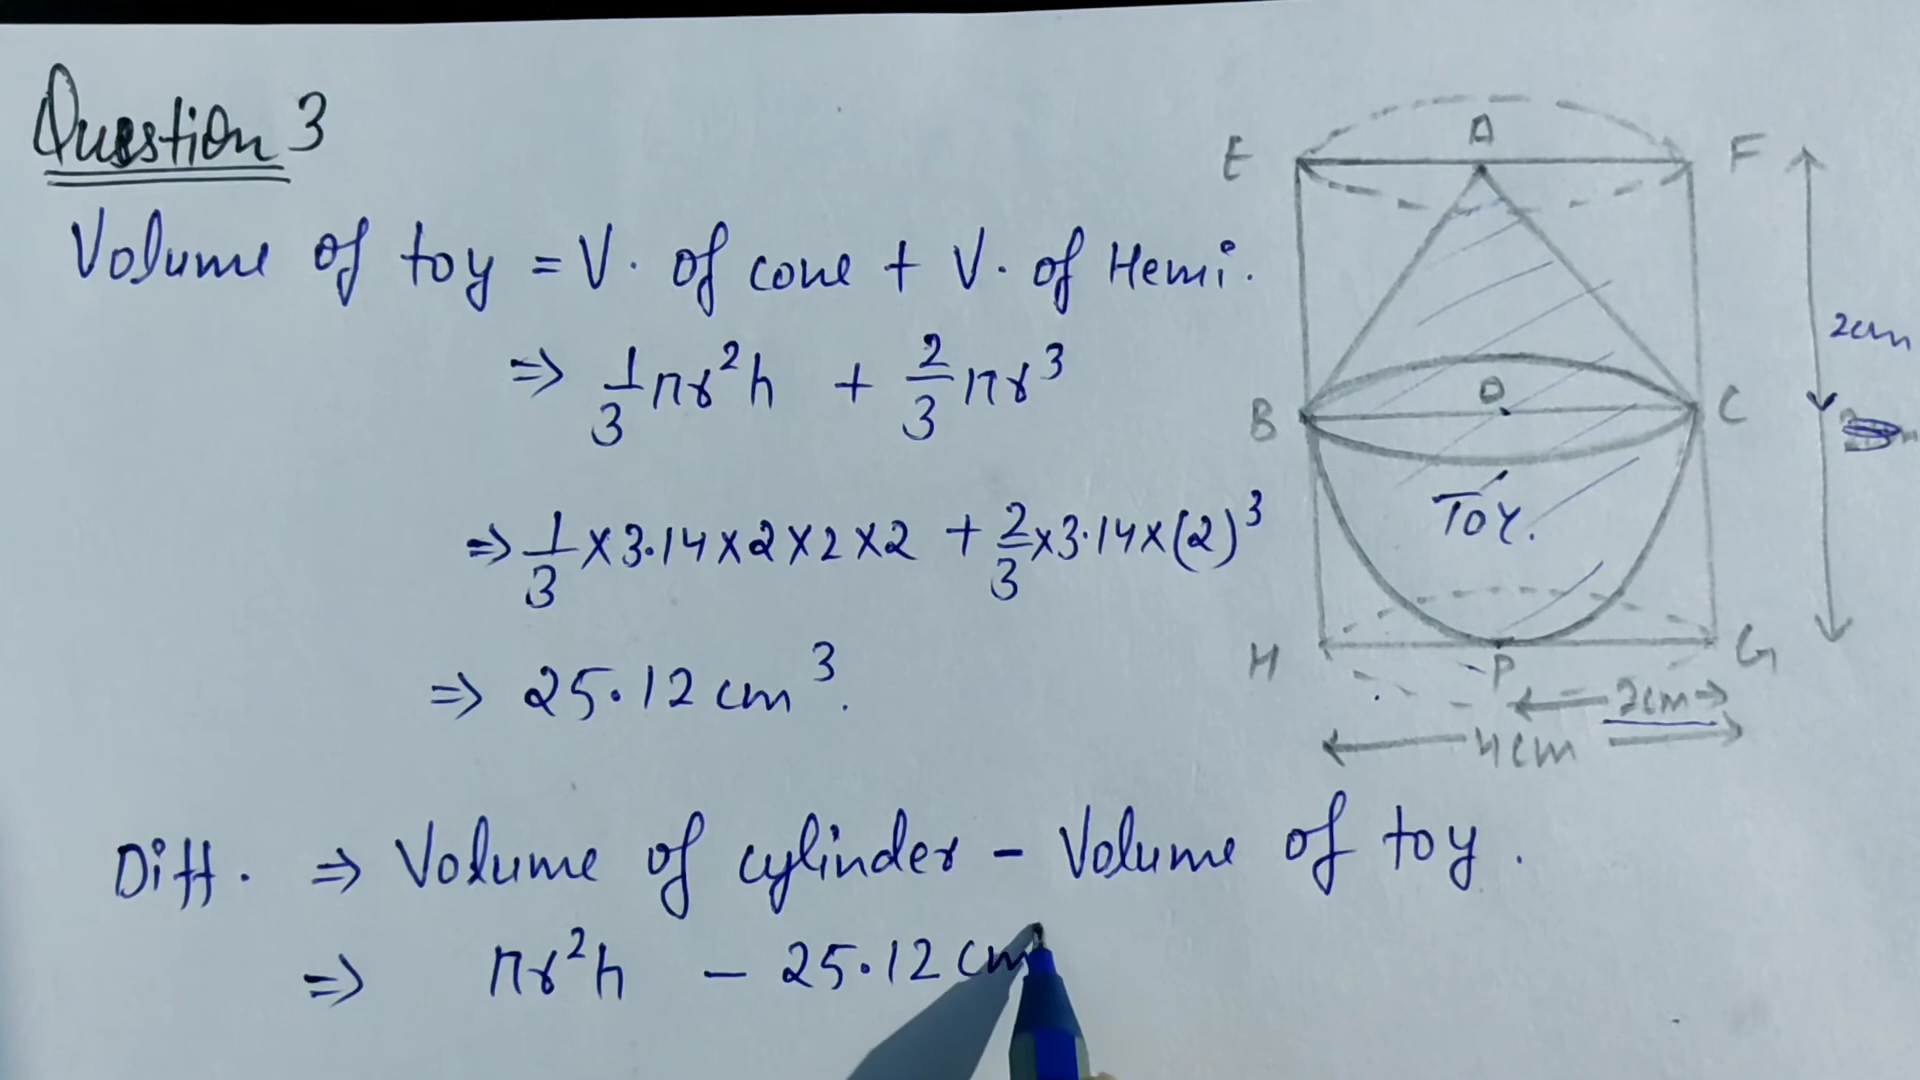 Question 3
Volume of toy = V. of cone + V. of Hemi.
⇒ 1/3 πr²h + 2/3 πr³
⇒ 1/3 × 3.14 × 2 × 2 × 2 + 2/3 × 3.14 × (2)³
⇒ 25.12 cm³.
Diff. ⇒ Volume of cylinder - Volume of toy.
⇒ πr²h - 25.12 cm
E A F
2cm
B O C
TOY.
H P G
2cm
4cm